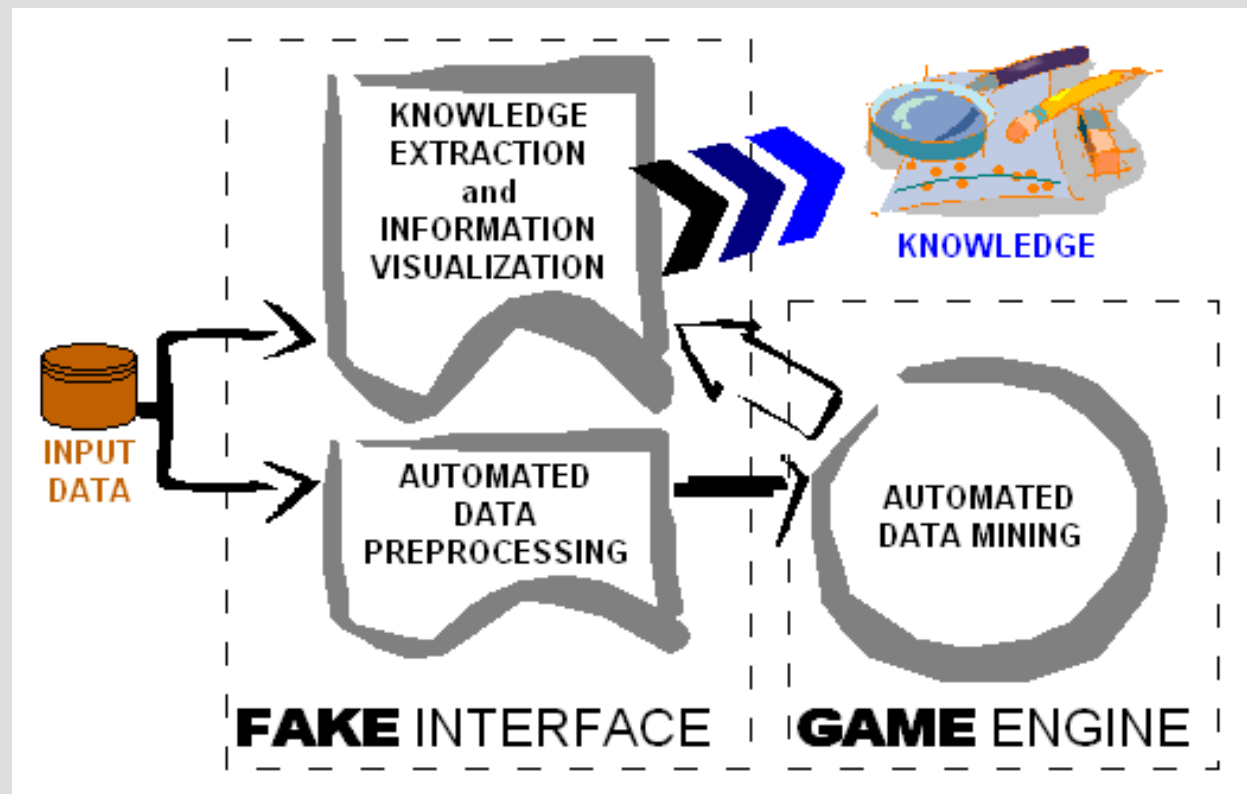 KNOWLEDGE
EXTRACTION
and
INFORMATION
VISUALIZATION
KNOWLEDGE
INPUT
DATA
AUTOMATED
DATA
PREPROCESSING
AUTOMATED
DATA MINING
FAKE INTERFACE
GAME ENGINE